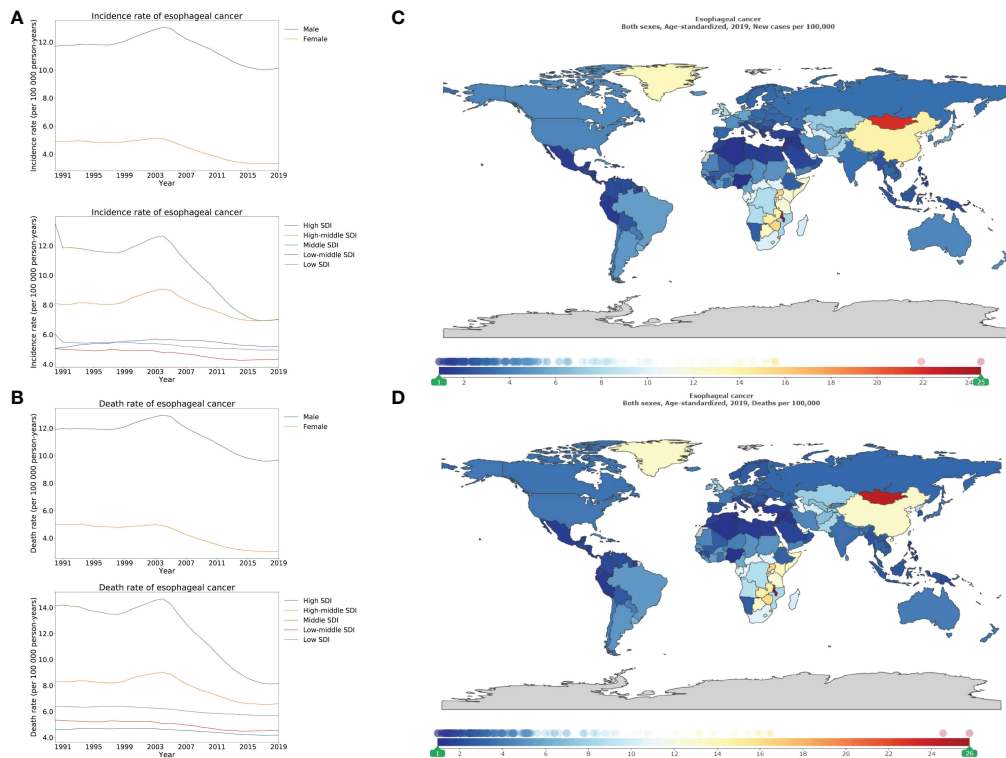 A
Incidence rate of esophageal cancer
Incidence rate (per 100 000 person-years)
12.0
10.0
8.0
6.0
4.0
1991 1995 1999 2003 2007 2011 2015 2019
Year
Male
Female
Incidence rate of esophageal cancer
Incidence rate (per 100 000 person-years)
12.0
10.0
8.0
6.0
4.0
1991 1995 1999 2003 2007 2011 2015 2019
Year
High SDI
High-middle SDI
Middle SDI
Low-middle SDI
Low SDI
B
Death rate of esophageal cancer
Death rate (per 100 000 person-years)
12.0
10.0
8.0
6.0
4.0
1991 1995 1999 2003 2007 2011 2015 2019
Year
Male
Female
Death rate of esophageal cancer
Death rate (per 100 000 person-years)
14.0
12.0
10.0
8.0
6.0
4.0
1991 1995 1999 2003 2007 2011 2015 2019
Year
High SDI
High-middle SDI
Middle SDI
Low-middle SDI
Low SDI
C
Esophageal cancer
Both sexes, Age-standardized, 2019, New cases per 100,000
1 2 4 6 8 10 12 14 16 18 20 22 24 25
D
Esophageal cancer
Both sexes, Age-standardized, 2019, Deaths per 100,000
1 2 4 6 8 10 12 14 16 18 20 22 24 26